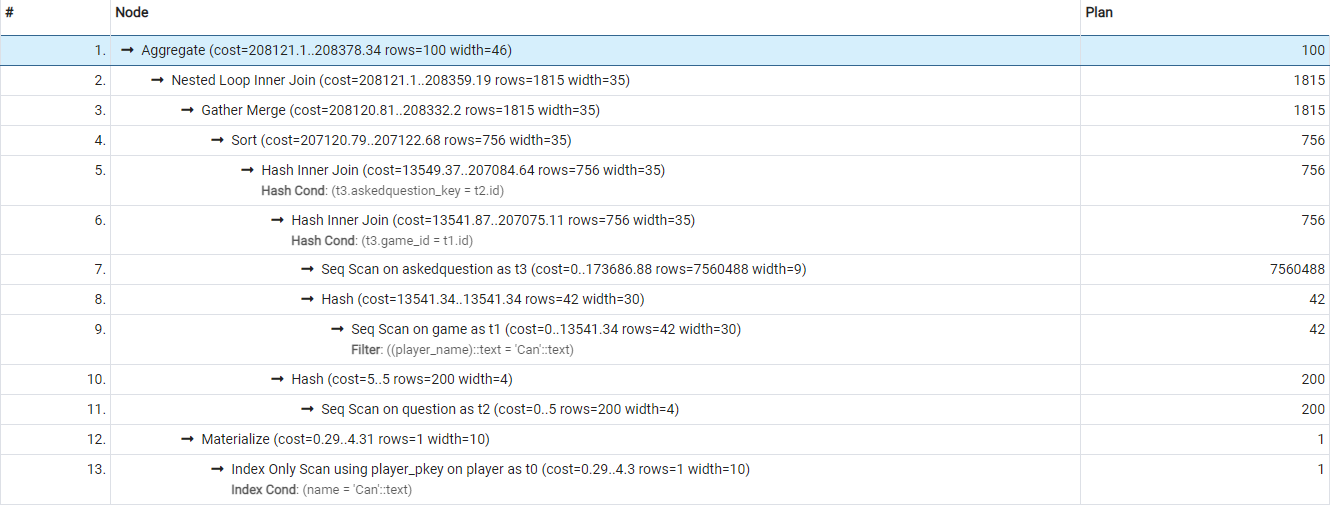 # Node Plan
1. → Aggregate (cost=208121.1..208378.34 rows=100 width=46) 100
2. → Nested Loop Inner Join (cost=208121.1..208359.19 rows=1815 width=35) 1815
3. → Gather Merge (cost=208120.81..208332.2 rows=1815 width=35) 1815
4. → Sort (cost=207120.79..207122.68 rows=756 width=35) 756
5. → Hash Inner Join (cost=13549.37..207084.64 rows=756 width=35) 756
Hash Cond: (t3.askedquestion_key = t2.id)
6. → Hash Inner Join (cost=13541.87..207075.11 rows=756 width=35) 756
Hash Cond: (t3.game_id = t1.id)
7. → Seq Scan on askedquestion as t3 (cost=0..173686.88 rows=7560488 width=9) 7560488
8. → Hash (cost=13541.34..13541.34 rows=42 width=30) 42
9. → Seq Scan on game as t1 (cost=0..13541.34 rows=42 width=30) 42
Filter: ((player_name)::text = 'Can'::text)
10. → Hash (cost=5..5 rows=200 width=4) 200
11. → Seq Scan on question as t2 (cost=0..5 rows=200 width=4) 200
12. → Materialize (cost=0.29..4.31 rows=1 width=10) 1
13. → Index Only Scan using player_pkey on player as t0 (cost=0.29..4.3 rows=1 width=10) 1
Index Cond: (name = 'Can'::text)